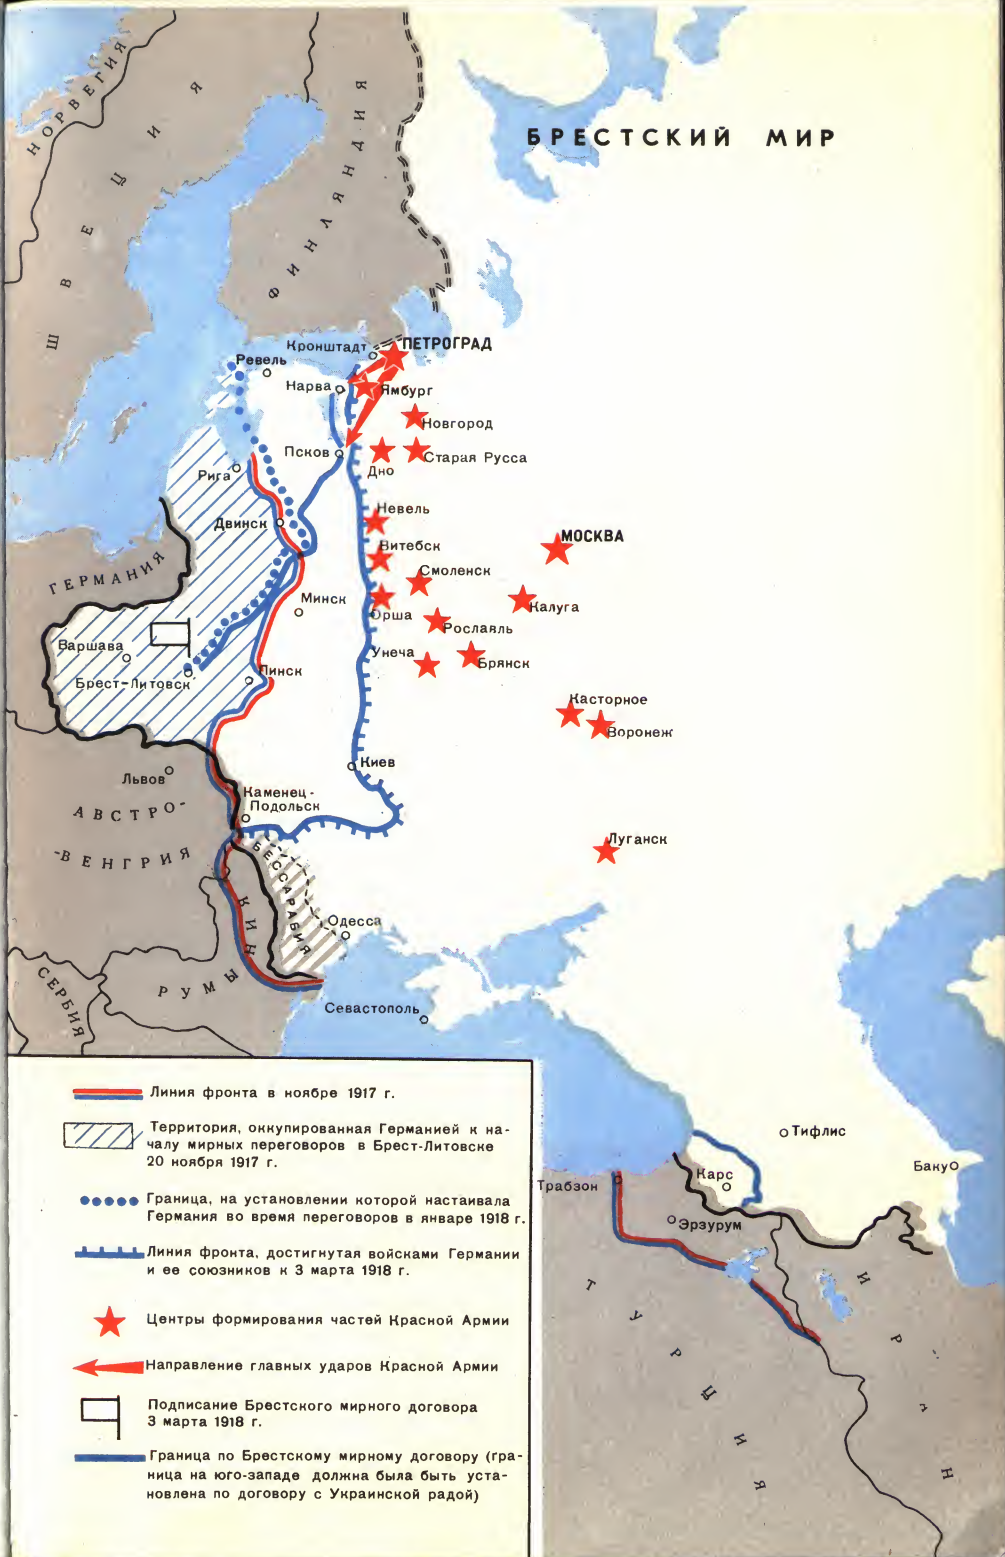 БРЕСТСКИЙ МИР
НОРВЕГИЯ
ШВЕЦИЯ
ФИНЛЯНДИЯ
Кронштадт
ПЕТРОГРАД
Ревель
Нарва
Ямбург
Новгород
Псков
Дно
Старая Русса
Рига
Невель
Двинск
МОСКВА
Витебск
ГЕРМАНИЯ
Смоленск
Минск
Орша
Калуга
Рославль
Варшава
Унеча
Брянск
Брест-Литовск
Пинск
Касторное
Воронеж
Киев
Львов
Каменец-
Подольск
АВСТРО-
-ВЕНГРИЯ
БЕССАРАБИЯ
Луганск
Одесса
РУМЫНИЯ
СЕРБИЯ
Севастополь
Тифлис
Баку
Карс
Трабзон
Эрзурум
ТУРЦИЯ
ИРАН
Линия фронта в ноябре 1917 г.
Территория, оккупированная Германией к на-
чалу мирных переговоров в Брест-Литовске
20 ноября 1917 г.
Граница, на установлении которой настаивала
Германия во время переговоров в январе 1918 г.
Линия фронта, достигнутая войсками Германии
и ее союзников к 3 марта 1918 г.
Центры формирования частей Красной Армии
Направление главных ударов Красной Армии
Подписание Брестского мирного договора
3 марта 1918 г.
Граница по Брестскому мирному договору (гра-
ница на юго-западе должна была быть уста-
новлена по договору с Украинской радой)